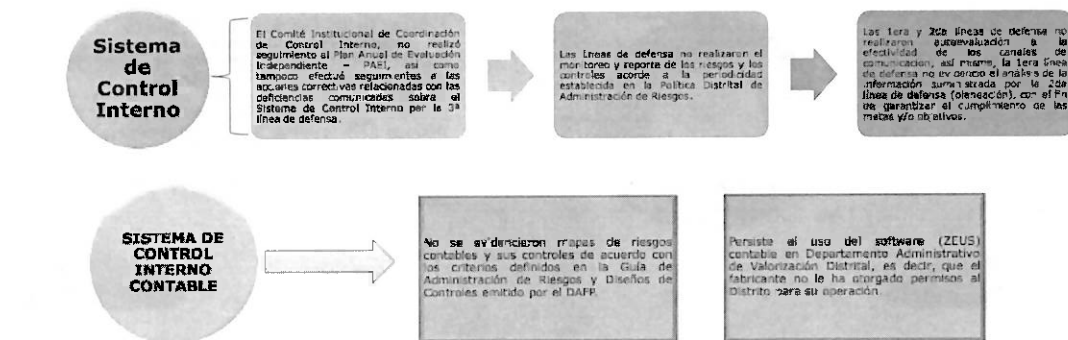 Sistema
de
Control
Interno
El Comité Institucional de Coordinación
de Control Interno, no realizó
seguimiento al Plan Anual de Evaluación
Independiente – PAEI, así como
tampoco efectuó seguimientos a las
acciones correctivas relacionadas con las
deficiencias comunicadas sobre el
Sistema de Control Interno por la 3ª
línea de defensa.
Las líneas de defensa no realizaron el
monitoreo y reporte de los riesgos y los
controles acorde a la periodicidad
establecida en la Política Distrital de
Administración de Riesgos.
Las 1era y 2da líneas de defensa no
realizaron autoevaluación a la
efectividad de los canales de
comunicación, así mismo, la 1era línea
de defensa no evidenció el análisis de la
información suministrada por la 2da
línea de defensa (planeación), con el fin
de garantizar el cumplimiento de las
metas y/o objetivos.
SISTEMA DE
CONTROL
INTERNO
CONTABLE
No se evidenciaron mapas de riesgos
contables y sus controles de acuerdo con
los criterios definidos en la Guía de
Administración de Riesgos y Diseños de
Controles emitido por el DAFP.
Persiste el uso del software (ZEUS)
contable en Departamento Administrativo
de Valorización Distrital, es decir, que el
fabricante no le ha otorgado permisos al
Distrito para su operación.